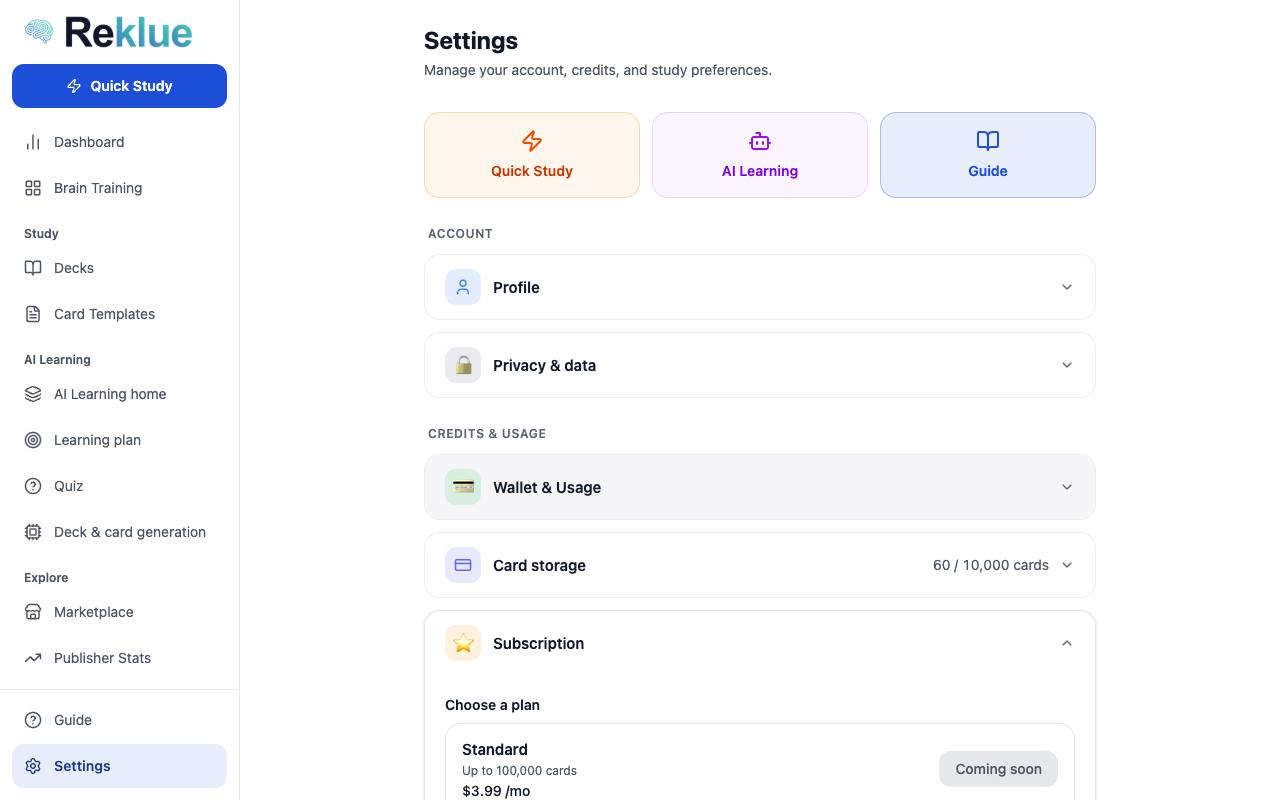 Reklue
Quick Study
Dashboard
Brain Training
Study
Decks
Card Templates
AI Learning
AI Learning home
Learning plan
Quiz
Deck & card generation
Explore
Marketplace
Publisher Stats
Guide
Settings
Settings
Manage your account, credits, and study preferences.
Quick Study
AI Learning
Guide
ACCOUNT
Profile
Privacy & data
CREDITS & USAGE
Wallet & Usage
Card storage
60 / 10,000 cards
Subscription
Choose a plan
Standard
Up to 100,000 cards
$3.99 /mo
Coming soon